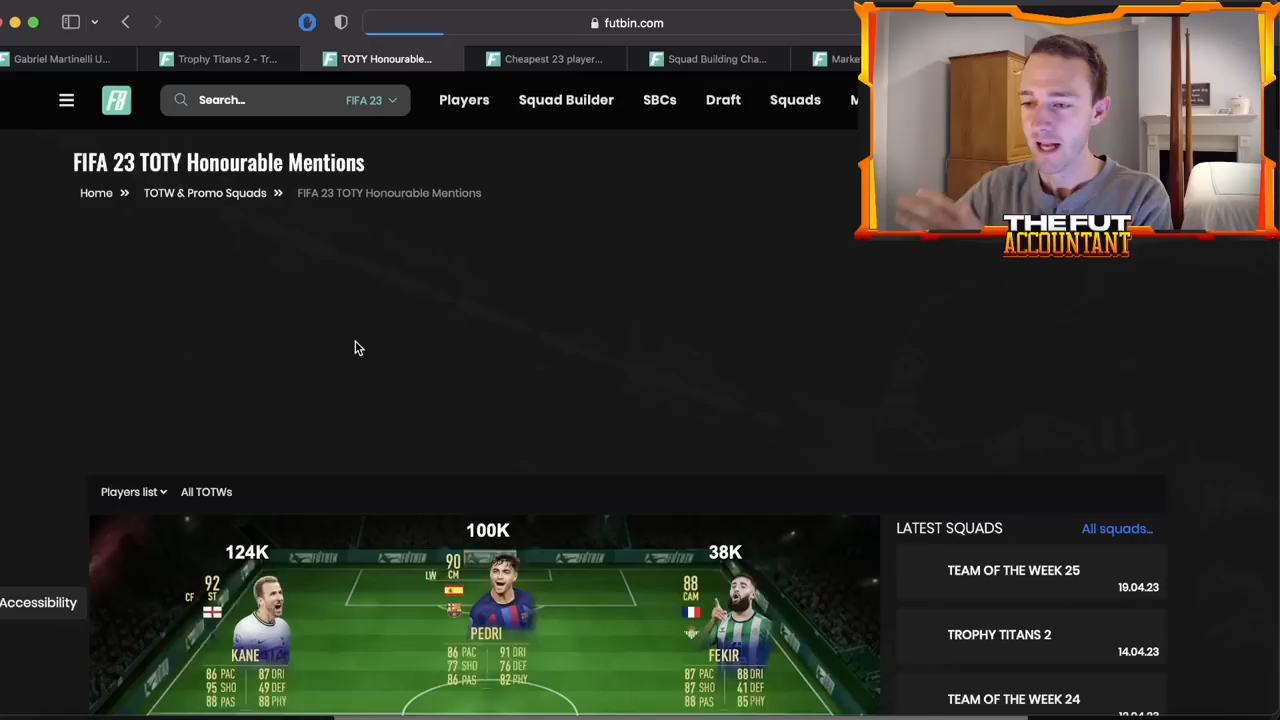 futbin.com
Gabriel Martinelli U...
Trophy Titans 2 - Tr...
TOTY Honourable...
Cheapest 23 player...
Squad Building Cha...
Marke
F8
Search...
FIFA 23
Players
Squad Builder
SBCs
Draft
Squads
M
THE FUT
ACCOUNTANT
FIFA 23 TOTY Honourable Mentions
Home » TOTW & Promo Squads » FIFA 23 TOTY Honourable Mentions
Players list
All TOTWs
LATEST SQUADS
All squads...
TEAM OF THE WEEK 25
19.04.23
TROPHY TITANS 2
14.04.23
TEAM OF THE WEEK 24
Accessibility
124K
92
ST
CF
KANE
86 PAC 87 DRI
95 SHO 49 DEF
88 PAS 88 PHY
100K
90
CM
LW
PEDRI
86 PAC 91 DRI
77 SHO 76 DEF
86 PAS 82 PHY
38K
88
CAM
FEKIR
87 PAC 88 DRI
87 SHO 41 DEF
88 PAS 85 PHY